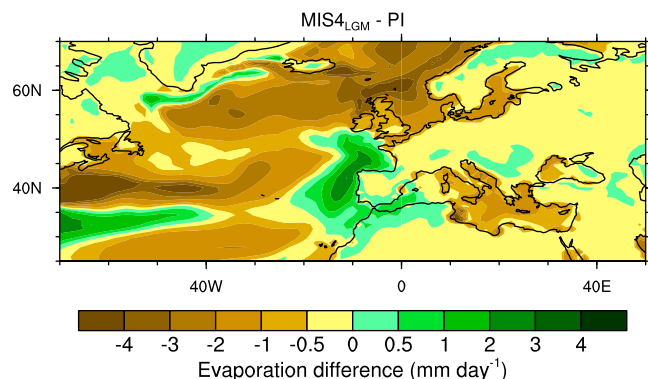 MIS4LGM - PI
60N
40N
40W 0 40E
-4 -3 -2 -1 -0.5 0 0.5 1 2 3 4
Evaporation difference (mm day-1)